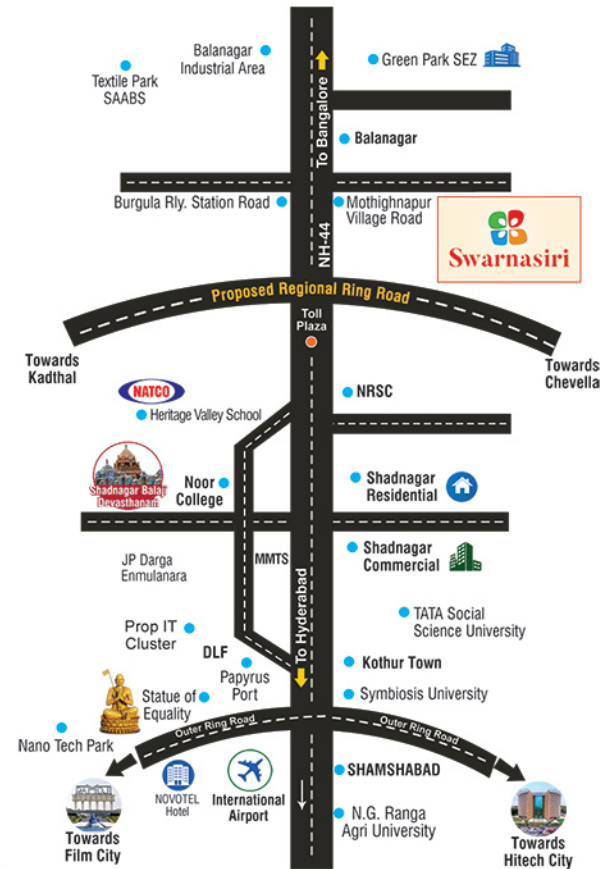 Balanagar
Industrial Area
Green Park SEZ
Textile Park
SAABS
To Bangalore
Balanagar
Burgula Rly. Station Road
Mothighnapur
Village Road
NH-44
Swarnasiri
Proposed Regional Ring Road
Toll
Plaza
Towards
Kadthal
Towards
Chevella
NATCO
NRSC
Heritage Valley School
Shadnagar Balaji
Devasthanam
Noor
College
Shadnagar
Residential
JP Darga
Enmulanara
MMTS
Shadnagar
Commercial
To Hyderabad
TATA Social
Science University
Prop IT
Cluster
DLF
Papyrus
Port
Kothur Town
Statue of
Equality
Symbiosis University
Outer Ring Road
Outer Ring Road
Nano Tech Park
NOVOTEL
Hotel
International
Airport
SHAMSHABAD
N.G. Ranga
Agri University
Towards
Film City
Towards
Hitech City